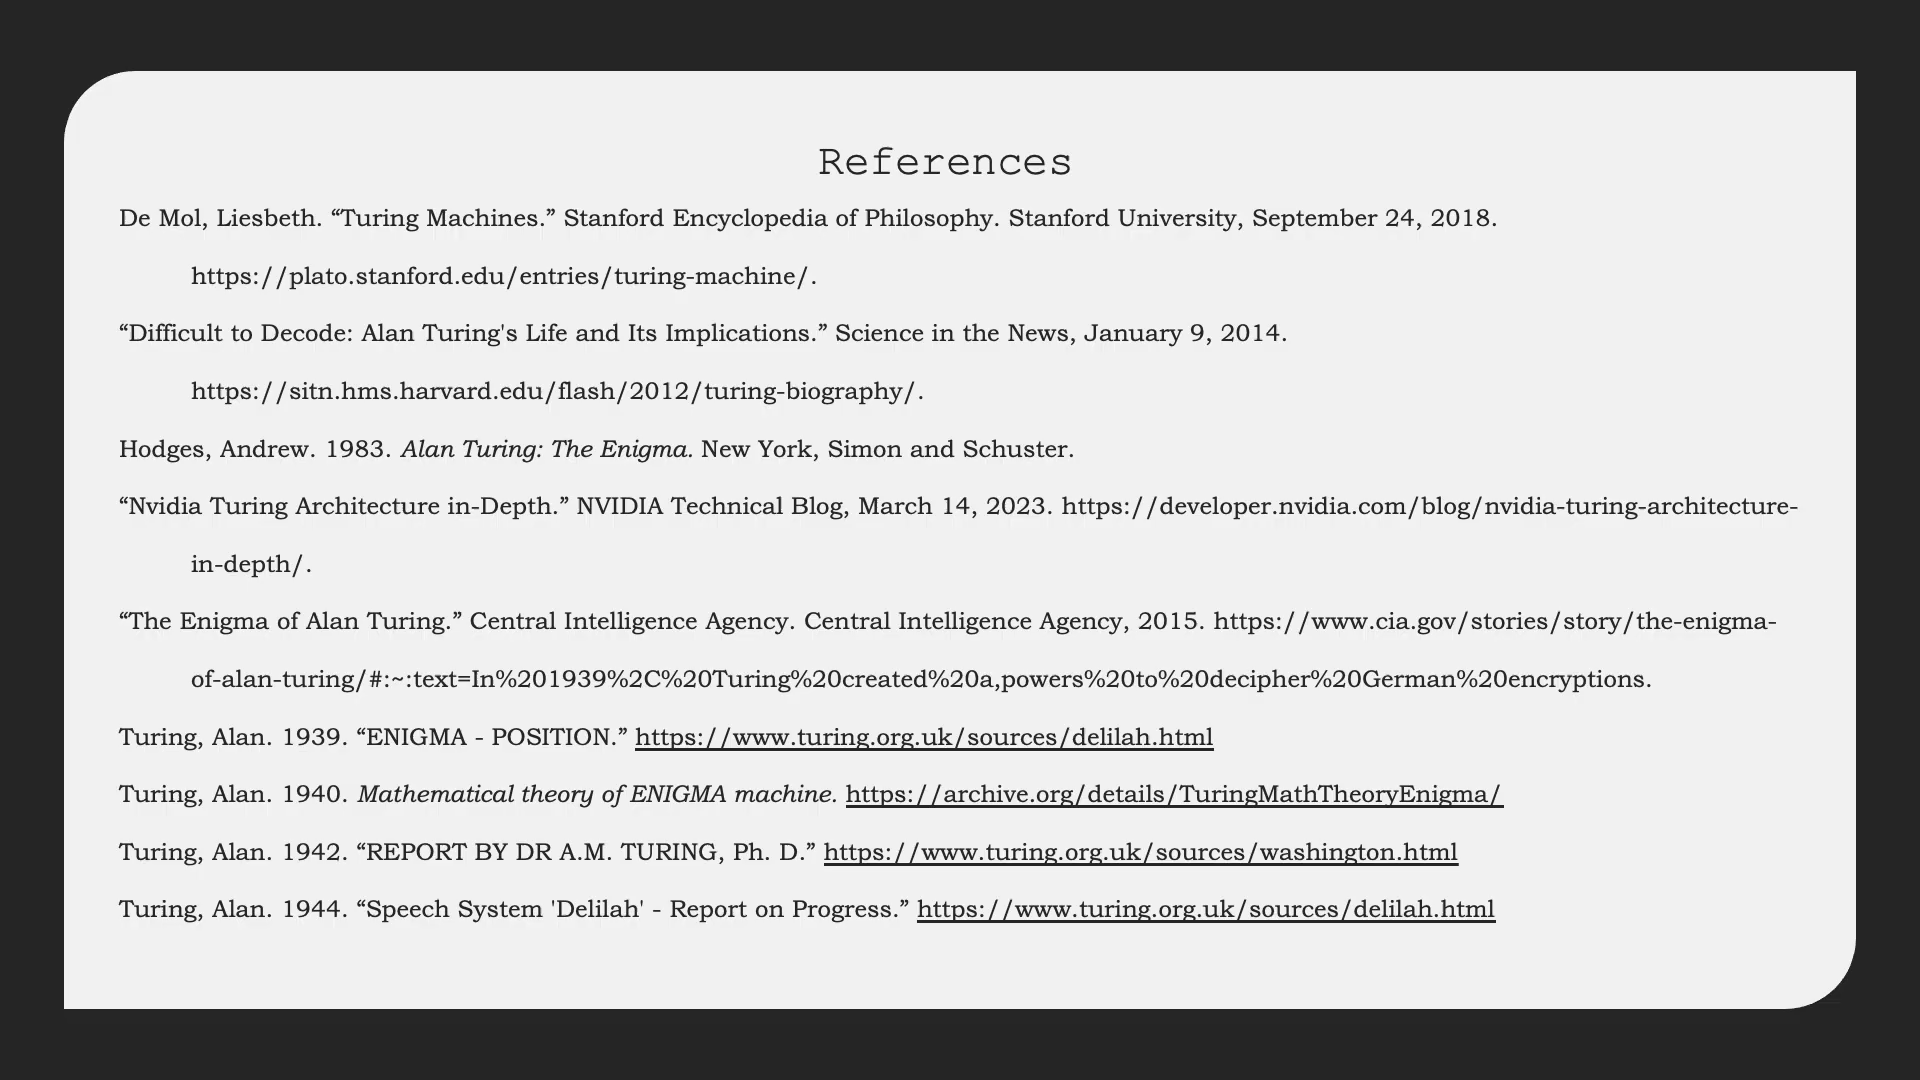 References
De Mol, Liesbeth. “Turing Machines.” Stanford Encyclopedia of Philosophy. Stanford University, September 24, 2018.
https://plato.stanford.edu/entries/turing-machine/.
“Difficult to Decode: Alan Turing's Life and Its Implications.” Science in the News, January 9, 2014.
https://sitn.hms.harvard.edu/flash/2012/turing-biography/.
Hodges, Andrew. 1983. Alan Turing: The Enigma. New York, Simon and Schuster.
“Nvidia Turing Architecture in-Depth.” NVIDIA Technical Blog, March 14, 2023. https://developer.nvidia.com/blog/nvidia-turing-architecture-
in-depth/.
“The Enigma of Alan Turing.” Central Intelligence Agency. Central Intelligence Agency, 2015. https://www.cia.gov/stories/story/the-enigma-
of-alan-turing/#:~:text=In%201939%2C%20Turing%20created%20a,powers%20to%20decipher%20German%20encryptions.
Turing, Alan. 1939. “ENIGMA - POSITION.” https://www.turing.org.uk/sources/delilah.html
Turing, Alan. 1940. Mathematical theory of ENIGMA machine. https://archive.org/details/TuringMathTheoryEnigma/
Turing, Alan. 1942. “REPORT BY DR A.M. TURING, Ph. D.” https://www.turing.org.uk/sources/washington.html
Turing, Alan. 1944. “Speech System 'Delilah' - Report on Progress.” https://www.turing.org.uk/sources/delilah.html